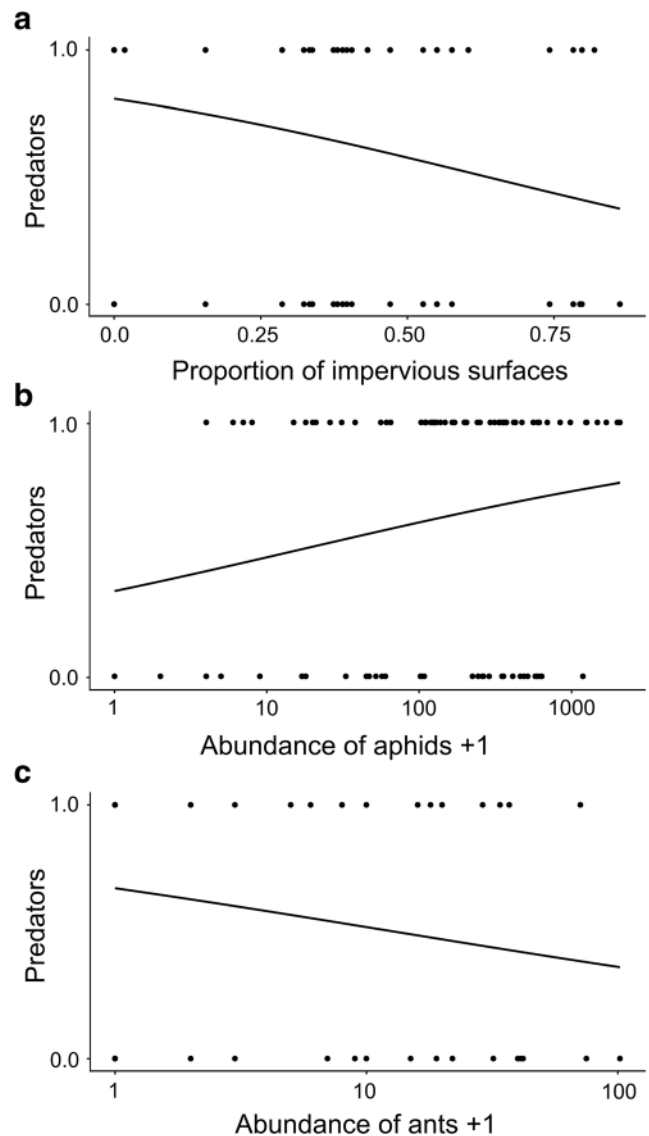 a
1.0
Predators
0.0
0.0 0.25 0.50 0.75
Proportion of impervious surfaces
b
1.0
Predators
0.0
1 10 100 1000
Abundance of aphids +1
c
1.0
Predators
0.0
1 10 100
Abundance of ants +1